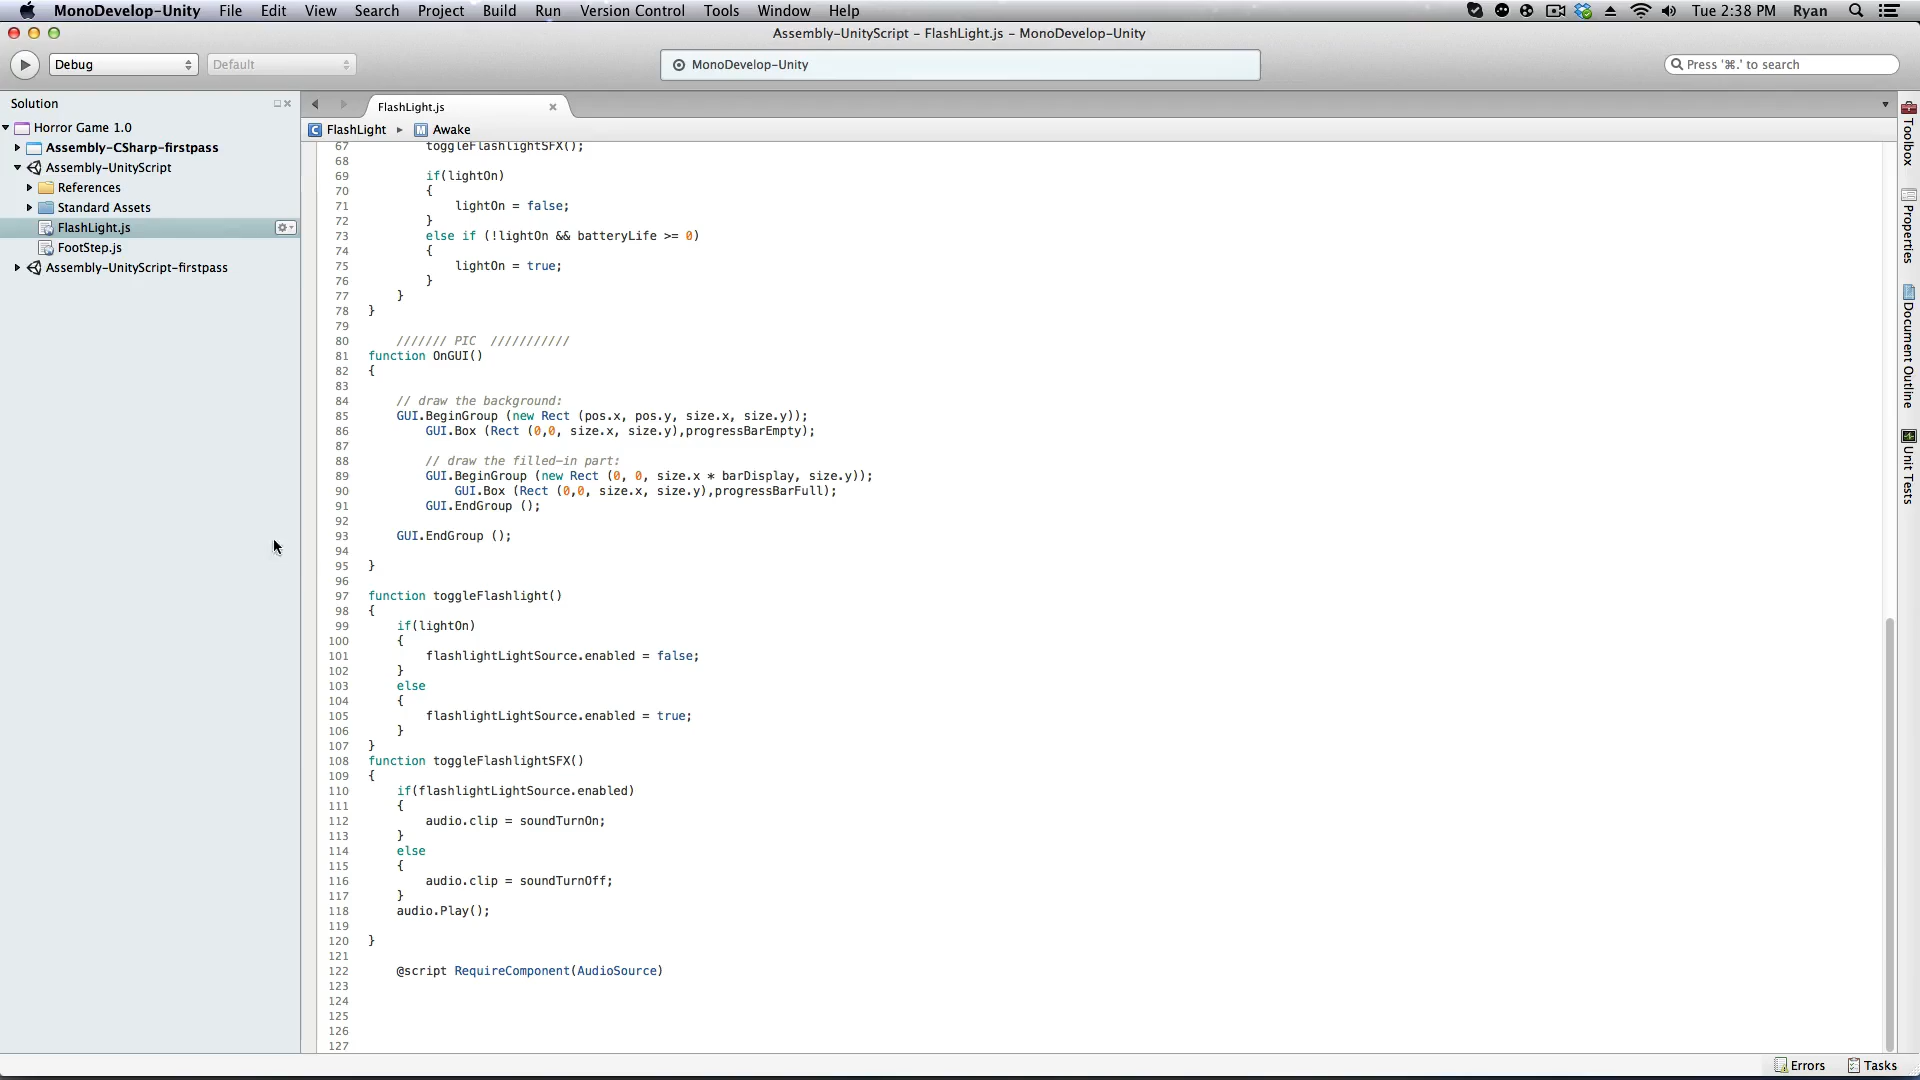 MonoDevelop-Unity File Edit View Search Project Build Run Version Control Tools Window Help Tue 2:38 PM Ryan
Assembly-UnityScript – FlashLight.js – MonoDevelop-Unity
Debug Default MonoDevelop-Unity Press '⌘.' to search
Solution
Horror Game 1.0
Assembly-CSharp-firstpass
Assembly-UnityScript
References
Standard Assets
FlashLight.js
FootStep.js
Assembly-UnityScript-firstpass
FlashLight.js
FlashLight ▸ Awake
67 toggleFlashlightSFX();
68
69 if(lightOn)
70 {
71 lightOn = false;
72 }
73 else if (!lightOn && batteryLife >= 0)
74 {
75 lightOn = true;
76 }
77 }
78 }
79
80 /////// PIC ///////////
81 function OnGUI()
82 {
83
84 // draw the background:
85 GUI.BeginGroup (new Rect (pos.x, pos.y, size.x, size.y));
86 GUI.Box (Rect (0,0, size.x, size.y),progressBarEmpty);
87
88 // draw the filled-in part:
89 GUI.BeginGroup (new Rect (0, 0, size.x * barDisplay, size.y));
90 GUI.Box (Rect (0,0, size.x, size.y),progressBarFull);
91 GUI.EndGroup ();
92
93 GUI.EndGroup ();
94
95 }
96
97 function toggleFlashlight()
98 {
99 if(lightOn)
100 {
101 flashlightLightSource.enabled = false;
102 }
103 else
104 {
105 flashlightLightSource.enabled = true;
106 }
107 }
108 function toggleFlashlightSFX()
109 {
110 if(flashlightLightSource.enabled)
111 {
112 audio.clip = soundTurnOn;
113 }
114 else
115 {
116 audio.clip = soundTurnOff;
117 }
118 audio.Play();
119
120 }
121
122 @script RequireComponent(AudioSource)
123
124
125
126
127
Toolbox
Properties
Document Outline
Unit Tests
Errors Tasks